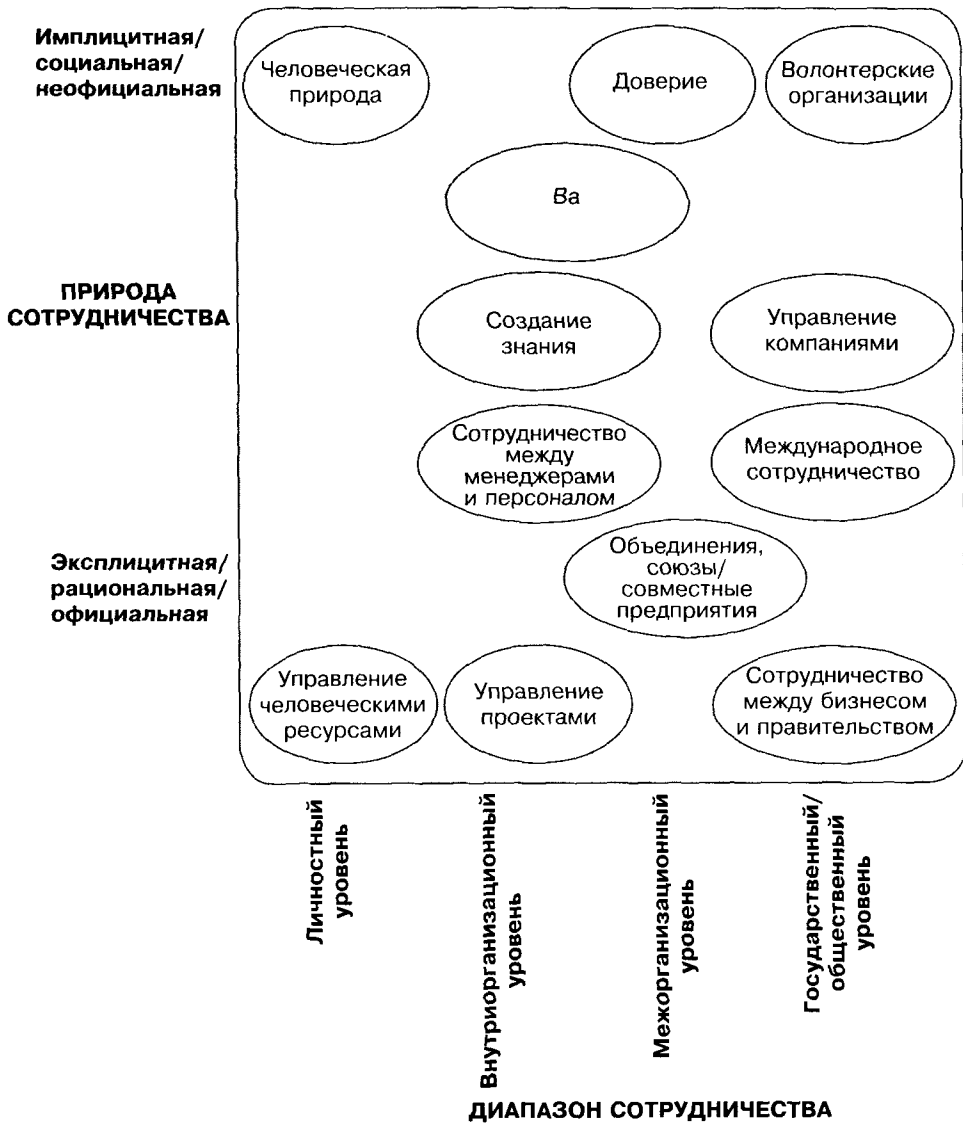 Имплицитная/
социальная/
неофициальная
Человеческая
природа
Доверие
Волонтерские
организации
Ва
ПРИРОДА
СОТРУДНИЧЕСТВА
Создание
знания
Управление
компаниями
Сотрудничество
между
менеджерами
и персоналом
Международное
сотрудничество
Эксплицитная/
рациональная/
официальная
Объединения,
союзы/
совместные
предприятия
Управление
человеческими
ресурсами
Управление
проектами
Сотрудничество
между бизнесом
и правительством
Личностный
уровень
Внутриорганизационный
уровень
Межорганизационный
уровень
Государственный/
общественный
уровень
ДИАПАЗОН СОТРУДНИЧЕСТВА